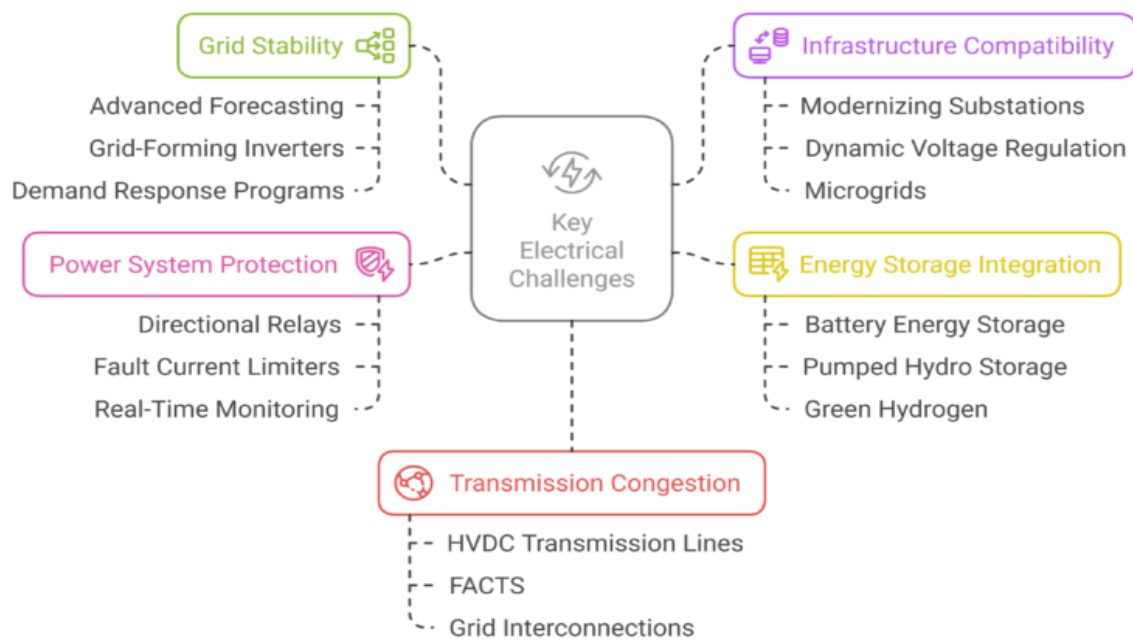 Grid Stability
Advanced Forecasting
Grid-Forming Inverters
Demand Response Programs
Power System Protection
Directional Relays
Fault Current Limiters
Real-Time Monitoring
Key
Electrical
Challenges
Infrastructure Compatibility
Modernizing Substations
Dynamic Voltage Regulation
Microgrids
Energy Storage Integration
Battery Energy Storage
Pumped Hydro Storage
Green Hydrogen
Transmission Congestion
HVDC Transmission Lines
FACTS
Grid Interconnections